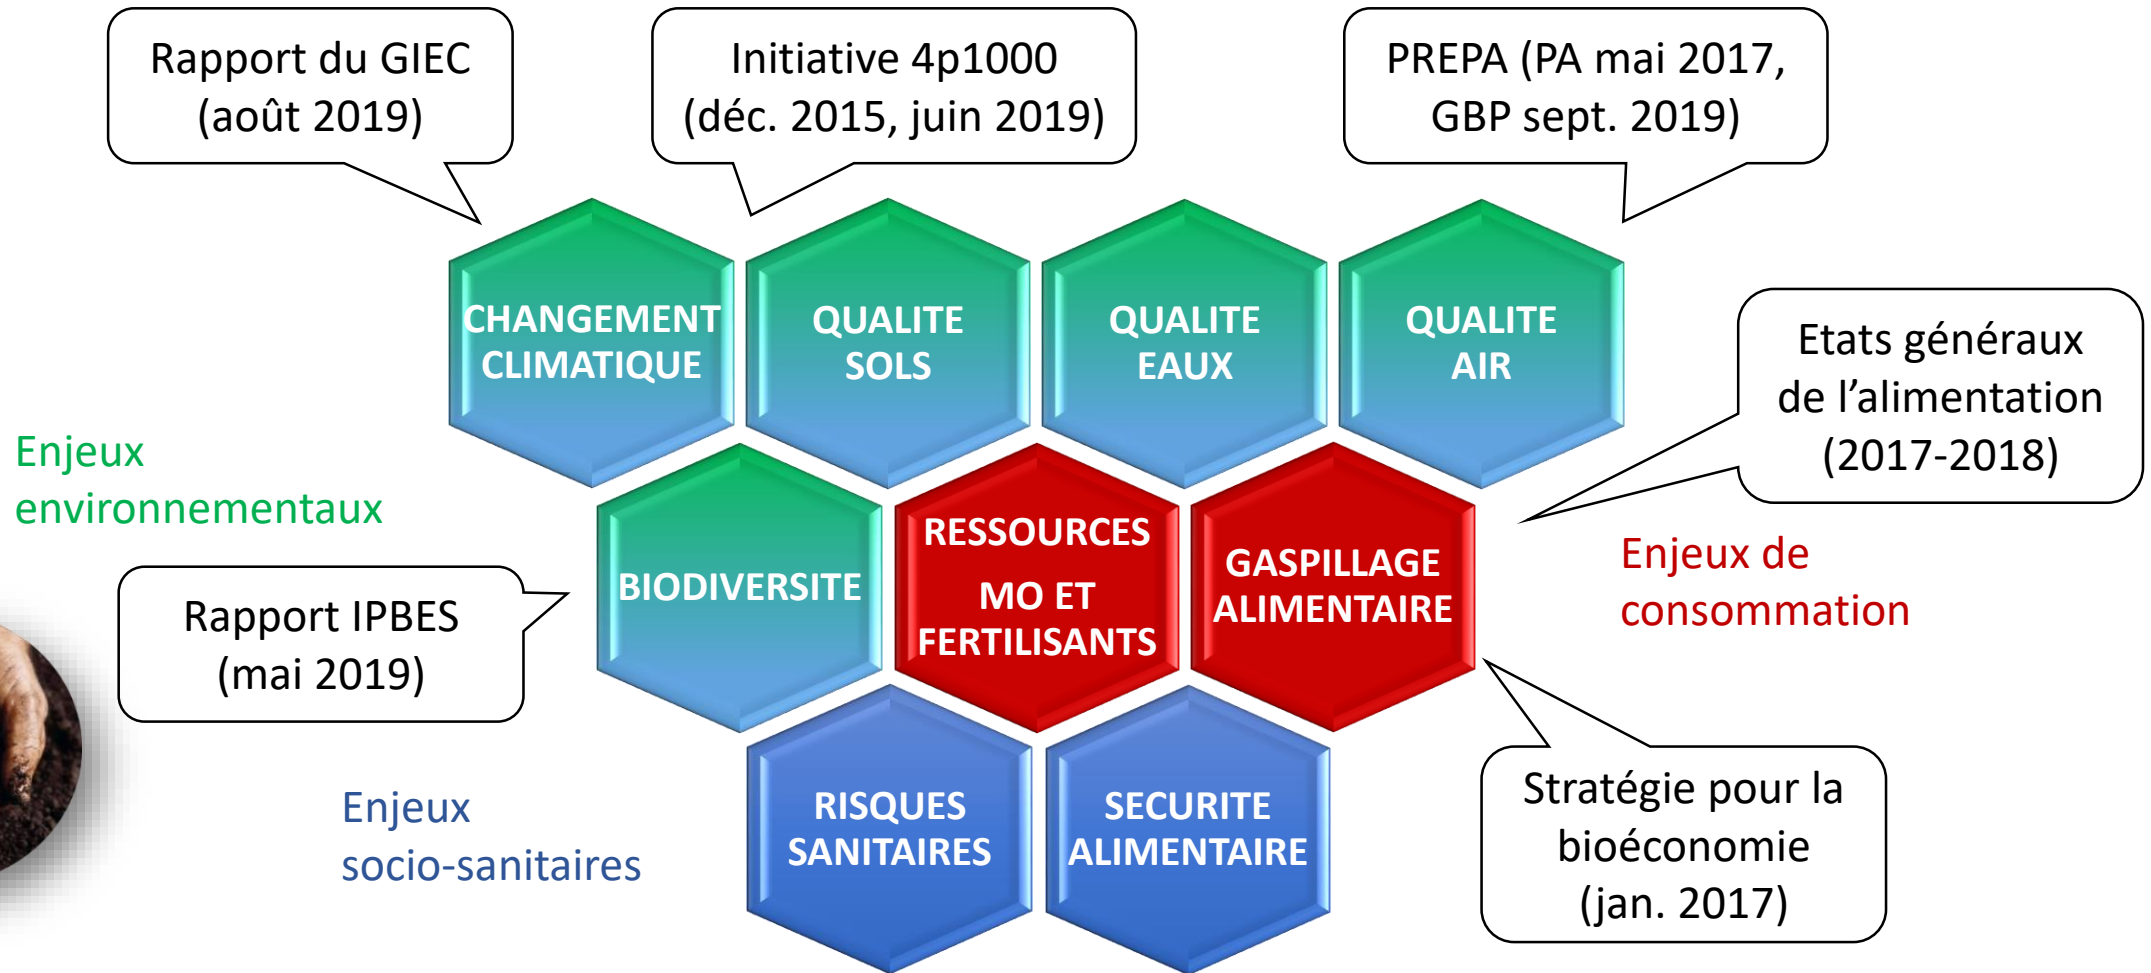 Rapport du GIEC
(août 2019)
Initiative 4p1000
(déc. 2015, juin 2019)
PREPA (PA mai 2017,
GBP sept. 2019)
CHANGEMENT
CLIMATIQUE
QUALITE
SOLS
QUALITE
EAUX
QUALITE
AIR
Etats généraux
de l’alimentation
(2017-2018)
Enjeux
environnementaux
BIODIVERSITE
RESSOURCES
MO ET
FERTILISANTS
GASPILLAGE
ALIMENTAIRE
Enjeux de
consommation
Rapport IPBES
(mai 2019)
Enjeux
socio-sanitaires
RISQUES
SANITAIRES
SECURITE
ALIMENTAIRE
Stratégie pour la
bioéconomie
(jan. 2017)